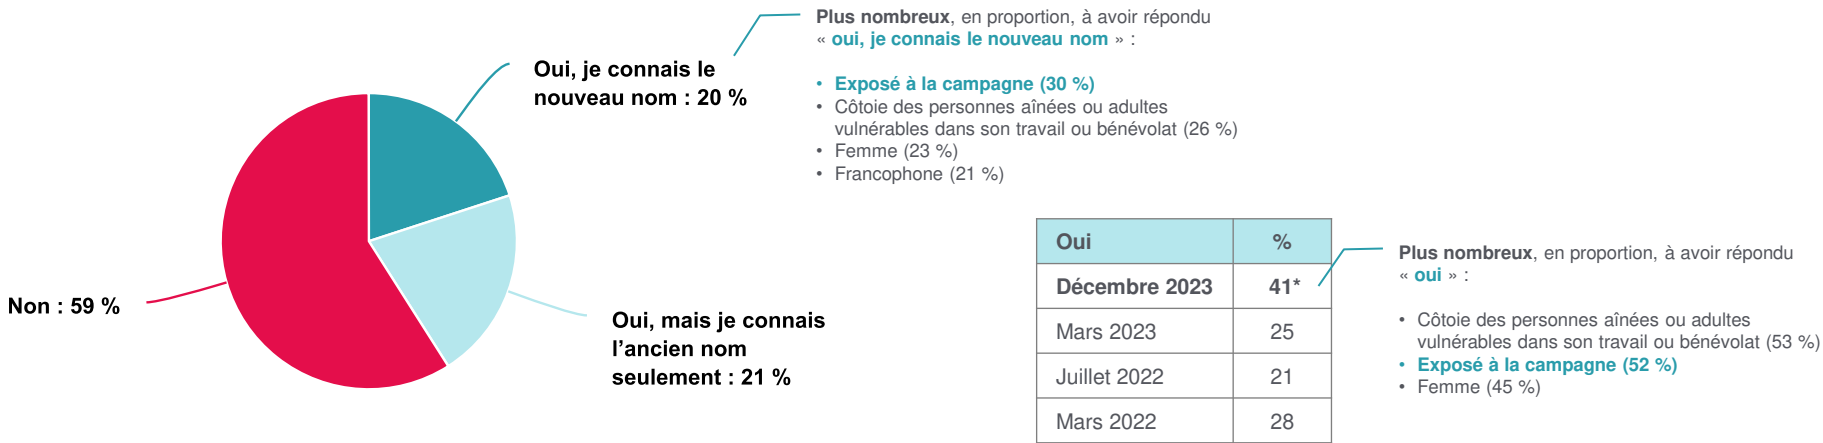 Plus nombreux, en proportion, à avoir répondu
« oui, je connais le nouveau nom » :
• Exposé à la campagne (30 %)
• Côtoie des personnes aînées ou adultes
vulnérables dans son travail ou bénévolat (26 %)
• Femme (23 %)
• Francophone (21 %)
Oui, je connais le
nouveau nom : 20 %
Non : 59 %
Oui, mais je connais
l’ancien nom
seulement : 21 %
Oui %
Décembre 2023 41*
Mars 2023 25
Juillet 2022 21
Mars 2022 28
Plus nombreux, en proportion, à avoir répondu
« oui » :
• Côtoie des personnes aînées ou adultes
vulnérables dans son travail ou bénévolat (53 %)
• Exposé à la campagne (52 %)
• Femme (45 %)